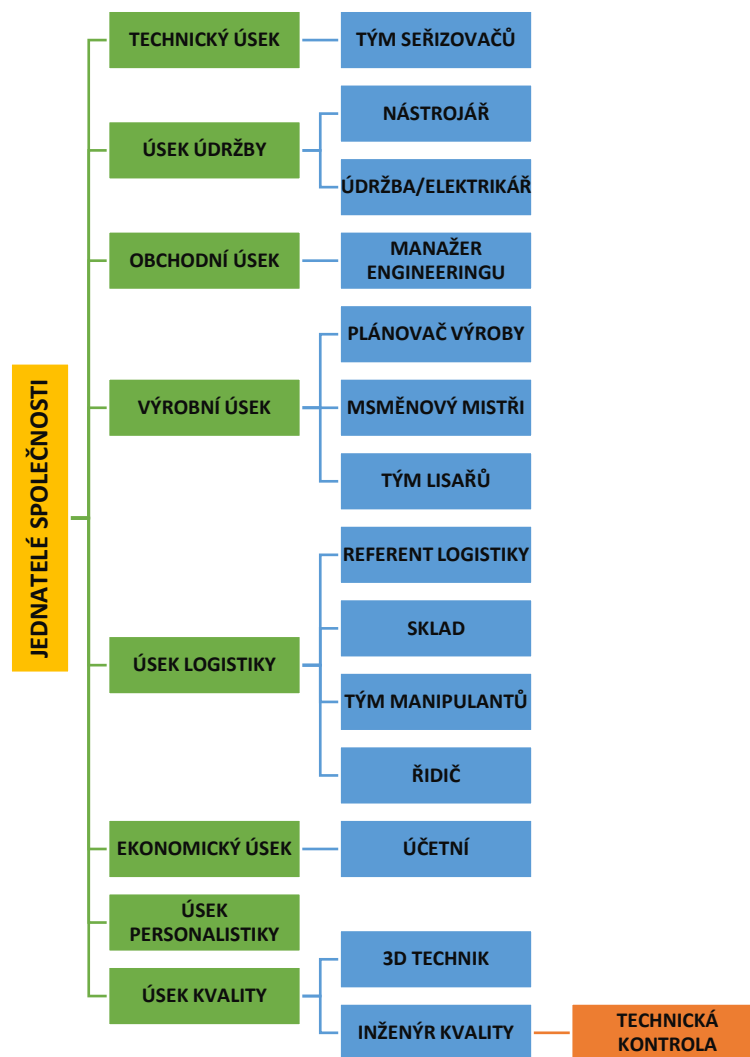 JEDNATELÉ SPOLEČNOSTI
TECHNICKÝ ÚSEK
TÝM SEŘIZOVAČŮ
ÚSEK ÚDRŽBY
NÁSTROJÁŘ
ÚDRŽBA/ELEKTRIKÁŘ
OBCHODNÍ ÚSEK
MANAŽER
ENGINEERINGU
VÝROBNÍ ÚSEK
PLÁNOVAČ VÝROBY
MSMĚNOVÝ MISTŘI
TÝM LISAŘŮ
ÚSEK LOGISTIKY
REFERENT LOGISTIKY
SKLAD
TÝM MANIPULANTŮ
ŘIDIČ
EKONOMICKÝ ÚSEK
ÚČETNÍ
ÚSEK
PERSONALISTIKY
ÚSEK KVALITY
3D TECHNIK
INŽENÝR KVALITY
TECHNICKÁ
KONTROLA